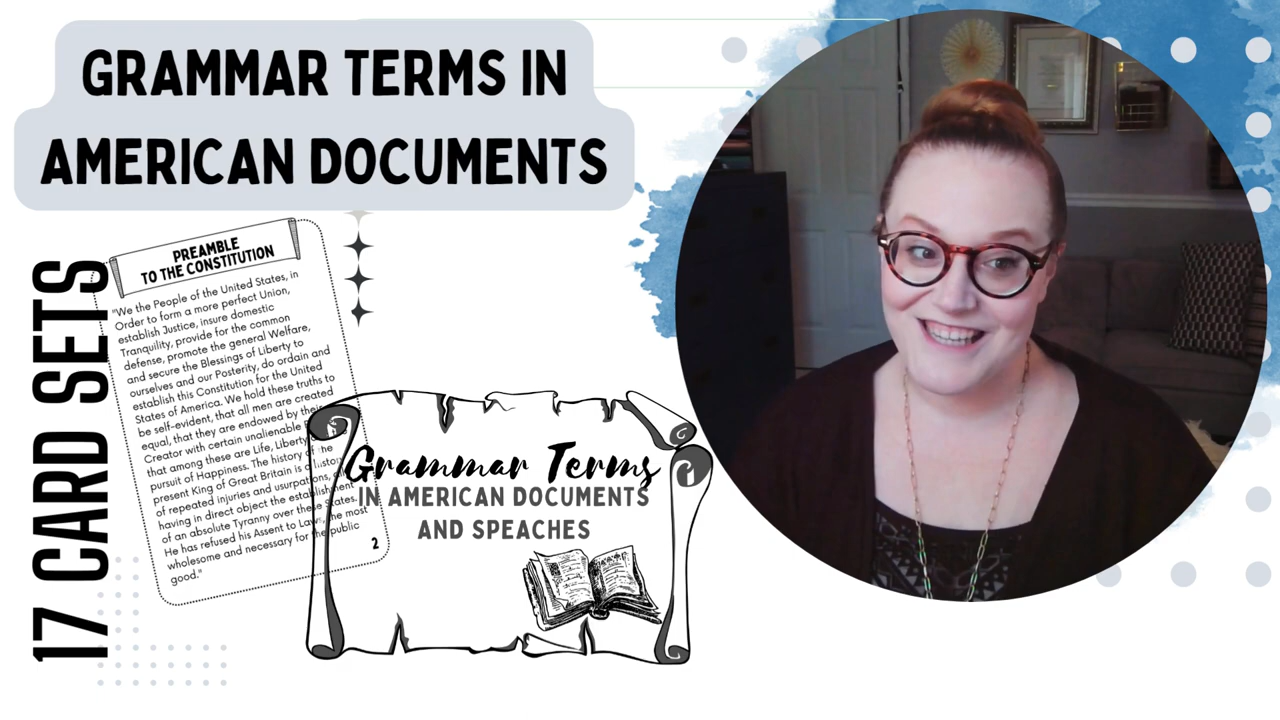 GRAMMAR TERMS IN
AMERICAN DOCUMENTS
17 CARD SETS
PREAMBLE
TO THE CONSTITUTION
"We the People of the United States, in
Order to form a more perfect Union,
establish Justice, insure domestic
Tranquility, provide for the common
defense, promote the general Welfare,
and secure the Blessings of Liberty to
ourselves and our Posterity, do ordain and
establish this Constitution for the United
States of America. We hold these truths to
be self-evident, that all men are created
equal, that they are endowed by their
Creator with certain unalienable
that among these are Life, Liberty
pursuit of Happiness. The history of the
present King of Great Britain is a history
of repeated injuries and usurpations, all
having in direct object the establishment
of an absolute Tyranny over these States.
He has refused his Assent to Laws, the most
wholesome and necessary for the public
good."
2
Grammar Terms
IN AMERICAN DOCUMENTS
AND SPEACHES